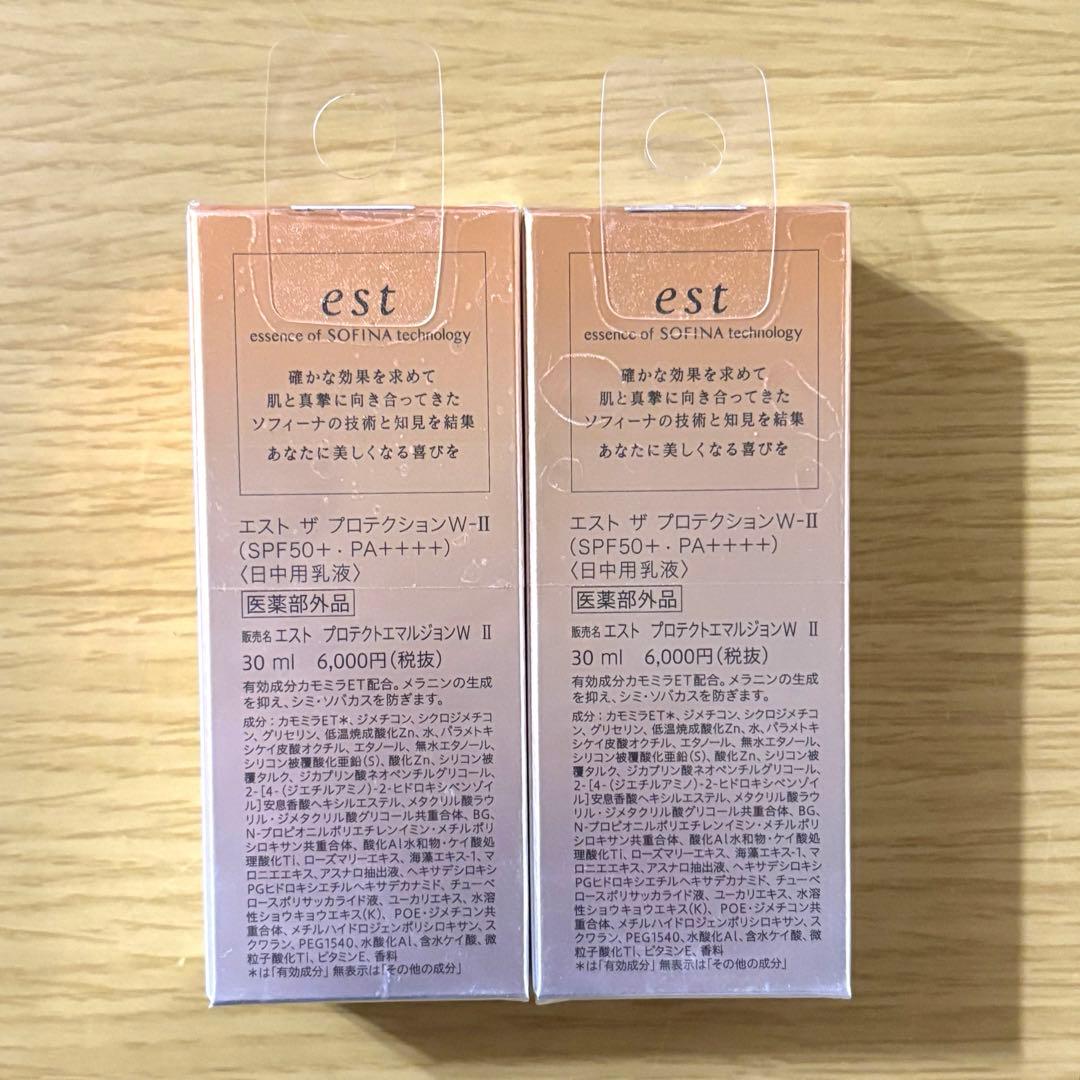 est
essence of SOFINA technology
確かな効果を求めて
肌と真摯に向き合ってきた
ソフィーナの技術と知見を結集
あなたに美しくなる喜びを
エスト ザ プロテクションW-II
(SPF50+・PA++++)
〈日中用乳液〉
医薬部外品
販売名 エスト プロテクトエマルジョンW II
30 ml 6,000円(税抜)
有効成分カモミラET配合。メラニンの生成
を抑え、シミ・ソバカスを防ぎます。
成分：カモミラET＊、ジメチコン、シクロジメチコ
ン、グリセリン、低温焼成酸化Zn、水、パラメトキ
シケイ皮酸オクチル、エタノール、無水エタノール、
シリコン被覆酸化亜鉛(S)、酸化Zn、シリコン被
覆タルク、ジカプリン酸ネオペンチルグリコール、
2-[4-(ジエチルアミノ)-2-ヒドロキシベンゾイ
ル]安息香酸ヘキシルエステル、メタクリル酸ラウ
リル・ジメタクリル酸グリコール共重合体、BG、
N-プロピオニルポリエチレンイミン・メチルポリ
シロキサン共重合体、酸化Al水和物・ケイ酸処
理酸化Ti、ローズマリーエキス、海藻エキス-1、マ
ロニエエキス、アスナロ抽出液、ヘキサデシロキシ
PGヒドロキシエチルヘキサデカナミド、チューベ
ロースポリサッカライド液、ユーカリエキス、水溶
性ショウキョウエキス(K)、POE・ジメチコン共
重合体、メチルハイドロジェンポリシロキサン、ス
クワラン、PEG1540、水酸化Al、含水ケイ酸、微
粒子酸化Ti、ビタミンE、香料
＊は「有効成分」無表示は「その他の成分」
est
essence of SOFINA technology
確かな効果を求めて
肌と真摯に向き合ってきた
ソフィーナの技術と知見を結集
あなたに美しくなる喜びを
エスト ザ プロテクションW-II
(SPF50+・PA++++)
〈日中用乳液〉
医薬部外品
販売名 エスト プロテクトエマルジョンW II
30 ml 6,000円(税抜)
有効成分カモミラET配合。メラニンの生成
を抑え、シミ・ソバカスを防ぎます。
成分：カモミラET＊、ジメチコン、シクロジメチコ
ン、グリセリン、低温焼成酸化Zn、水、パラメトキ
シケイ皮酸オクチル、エタノール、無水エタノール、
シリコン被覆酸化亜鉛(S)、酸化Zn、シリコン被
覆タルク、ジカプリン酸ネオペンチルグリコール、
2-[4-(ジエチルアミノ)-2-ヒドロキシベンゾイ
ル]安息香酸ヘキシルエステル、メタクリル酸ラウ
リル・ジメタクリル酸グリコール共重合体、BG、
N-プロピオニルポリエチレンイミン・メチルポリ
シロキサン共重合体、酸化Al水和物・ケイ酸処
理酸化Ti、ローズマリーエキス、海藻エキス-1、マ
ロニエエキス、アスナロ抽出液、ヘキサデシロキシ
PGヒドロキシエチルヘキサデカナミド、チューベ
ロースポリサッカライド液、ユーカリエキス、水溶
性ショウキョウエキス(K)、POE・ジメチコン共
重合体、メチルハイドロジェンポリシロキサン、ス
クワラン、PEG1540、水酸化Al、含水ケイ酸、微
粒子酸化Ti、ビタミンE、香料
＊は「有効成分」無表示は「その他の成分」